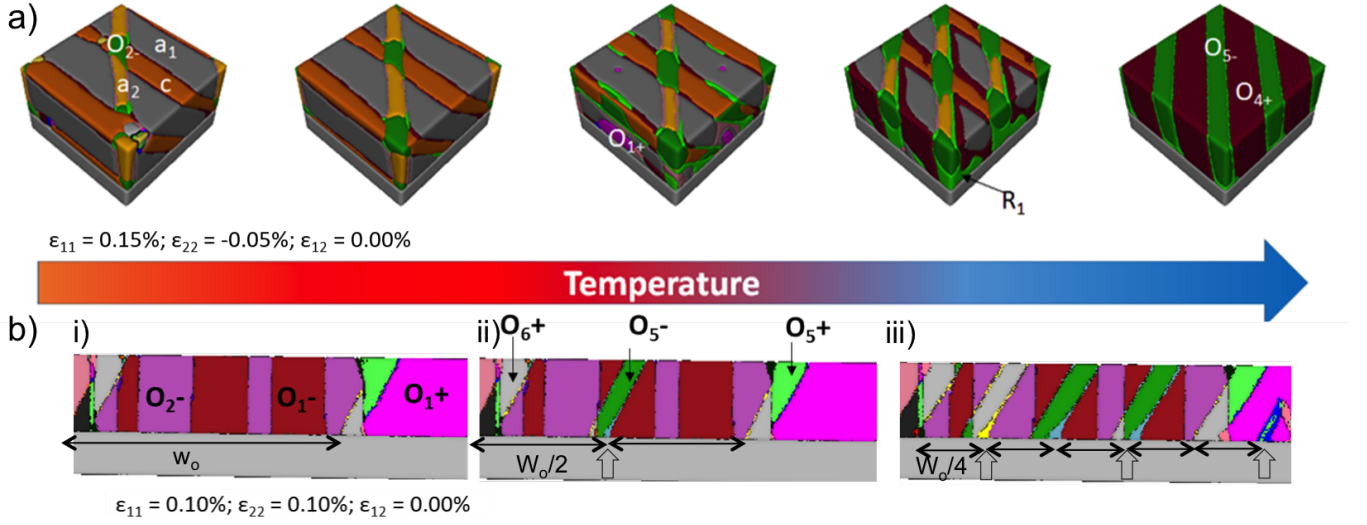 a)
O₂₋ a₁
a₂ c
O₁₊
R₁
O₅₋
O₄₊
ε₁₁ = 0.15%; ε₂₂ = -0.05%; ε₁₂ = 0.00%
Temperature
b) i) ii) iii)
O₆+ O₅- O₅+
O₂- O₁- O₁+
wₒ
Wₒ/2
Wₒ/4
ε₁₁ = 0.10%; ε₂₂ = 0.10%; ε₁₂ = 0.00%